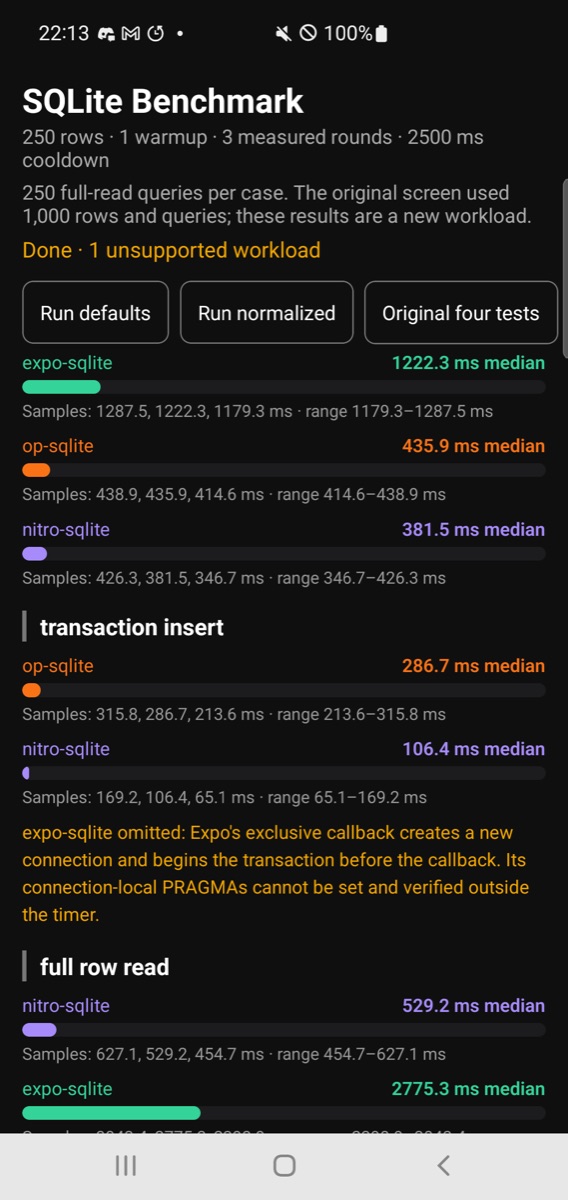 22:13 100%
SQLite Benchmark
250 rows · 1 warmup · 3 measured rounds · 2500 ms
cooldown
250 full-read queries per case. The original screen used
1,000 rows and queries; these results are a new workload.
Done · 1 unsupported workload
Run defaults Run normalized Original four tests
expo-sqlite 1222.3 ms median
Samples: 1287.5, 1222.3, 1179.3 ms · range 1179.3–1287.5 ms
op-sqlite 435.9 ms median
Samples: 438.9, 435.9, 414.6 ms · range 414.6–438.9 ms
nitro-sqlite 381.5 ms median
Samples: 426.3, 381.5, 346.7 ms · range 346.7–426.3 ms
transaction insert
op-sqlite 286.7 ms median
Samples: 315.8, 286.7, 213.6 ms · range 213.6–315.8 ms
nitro-sqlite 106.4 ms median
Samples: 169.2, 106.4, 65.1 ms · range 65.1–169.2 ms
expo-sqlite omitted: Expo's exclusive callback creates a new
connection and begins the transaction before the callback. Its
connection-local PRAGMAs cannot be set and verified outside
the timer.
full row read
nitro-sqlite 529.2 ms median
Samples: 627.1, 529.2, 454.7 ms · range 454.7–627.1 ms
expo-sqlite 2775.3 ms median